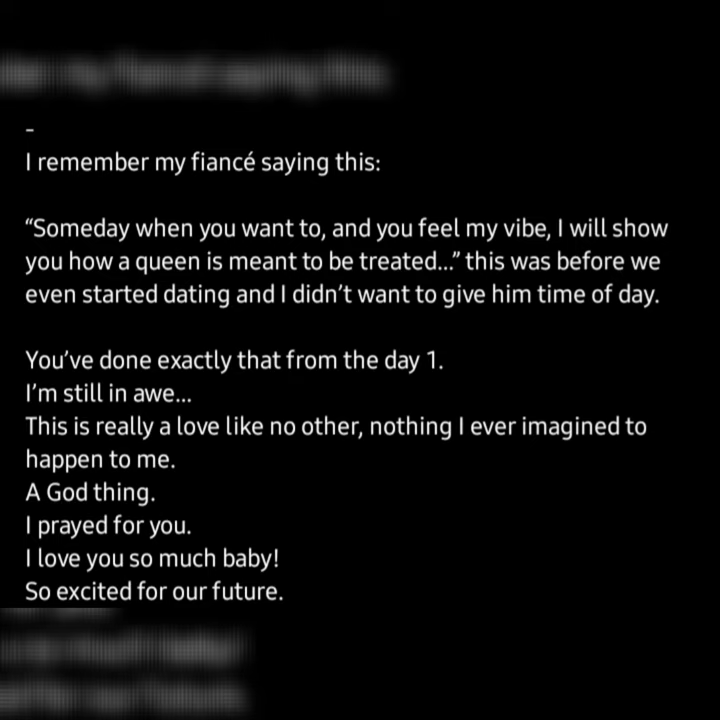 -
I remember my fiancé saying this:
“Someday when you want to, and you feel my vibe, I will show
you how a queen is meant to be treated...” this was before we
even started dating and I didn’t want to give him time of day.
You’ve done exactly that from the day 1.
I’m still in awe...
This is really a love like no other, nothing I ever imagined to
happen to me.
A God thing.
I prayed for you.
I love you so much baby!
So excited for our future.